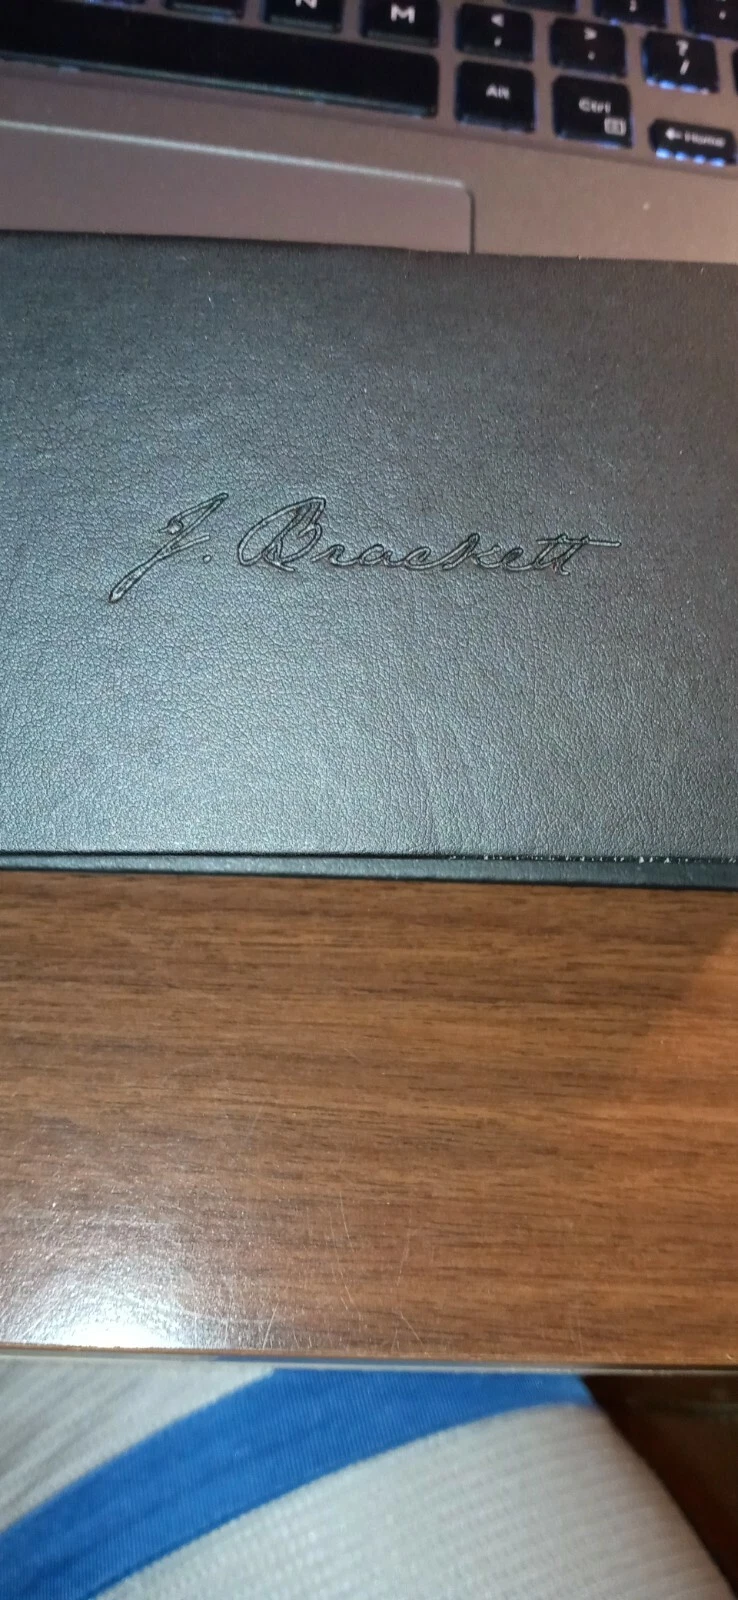 N M < , > . ? /
Alt Ctrl ← Home
J. Brackett